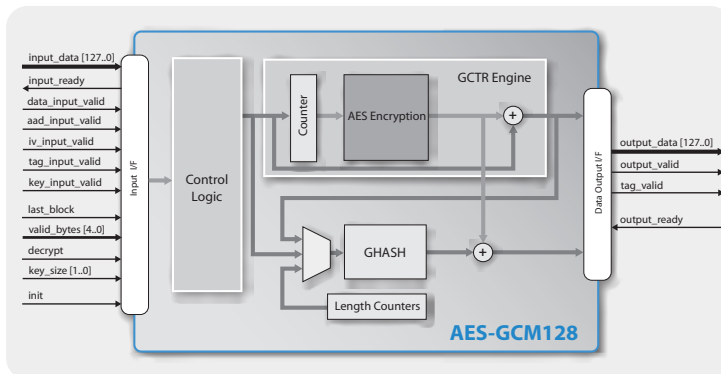 input_data [127..0]
input_ready
data_input_valid
aad_input_valid
iv_input_valid
tag_input_valid
key_input_valid
last_block
valid_bytes [4..0]
decrypt
key_size [1..0]
init
Input I/F
Control
Logic
GCTR Engine
Counter
AES Encryption
+
GHASH
+
Length Counters
AES-GCM128
Data Output I/F
output_data [127..0]
output_valid
tag_valid
output_ready